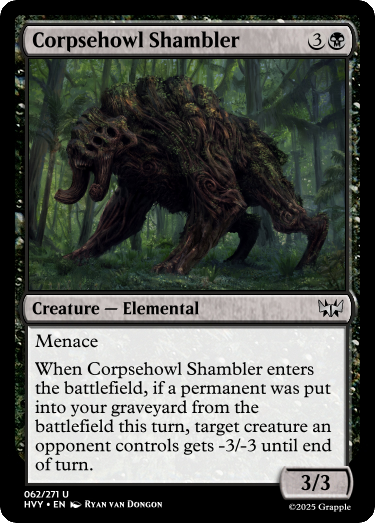 Corpsehowl Shambler 3
Creature — Elemental
Menace
When Corpsehowl Shambler enters
the battlefield, if a permanent was put
into your graveyard from the
battlefield this turn, target creature an
opponent controls gets -3/-3 until end
of turn.
3/3
062/271 U
HVY • EN Ryan van Dongon
©2025 Grapple